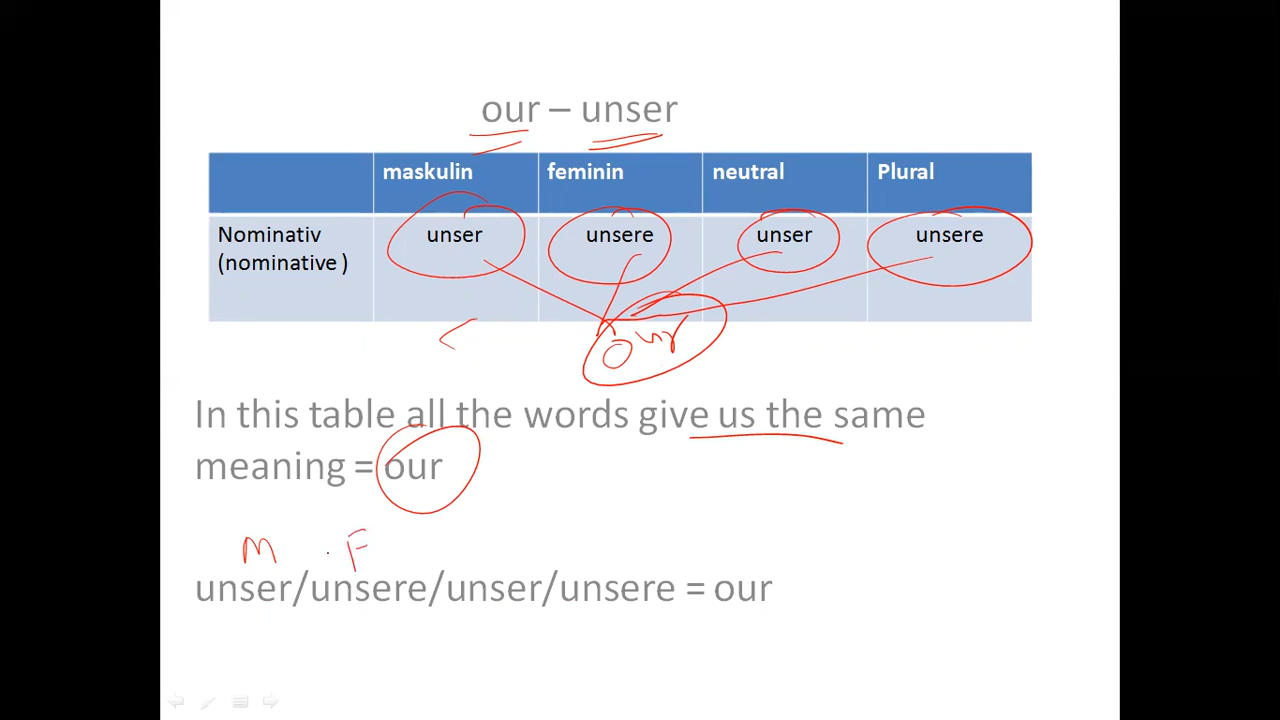 our – unser
maskulin feminin neutral Plural
Nominativ unser unsere unser unsere
(nominative )
our
In this table all the words give us the same
meaning = our
M F
unser/unsere/unser/unsere = our